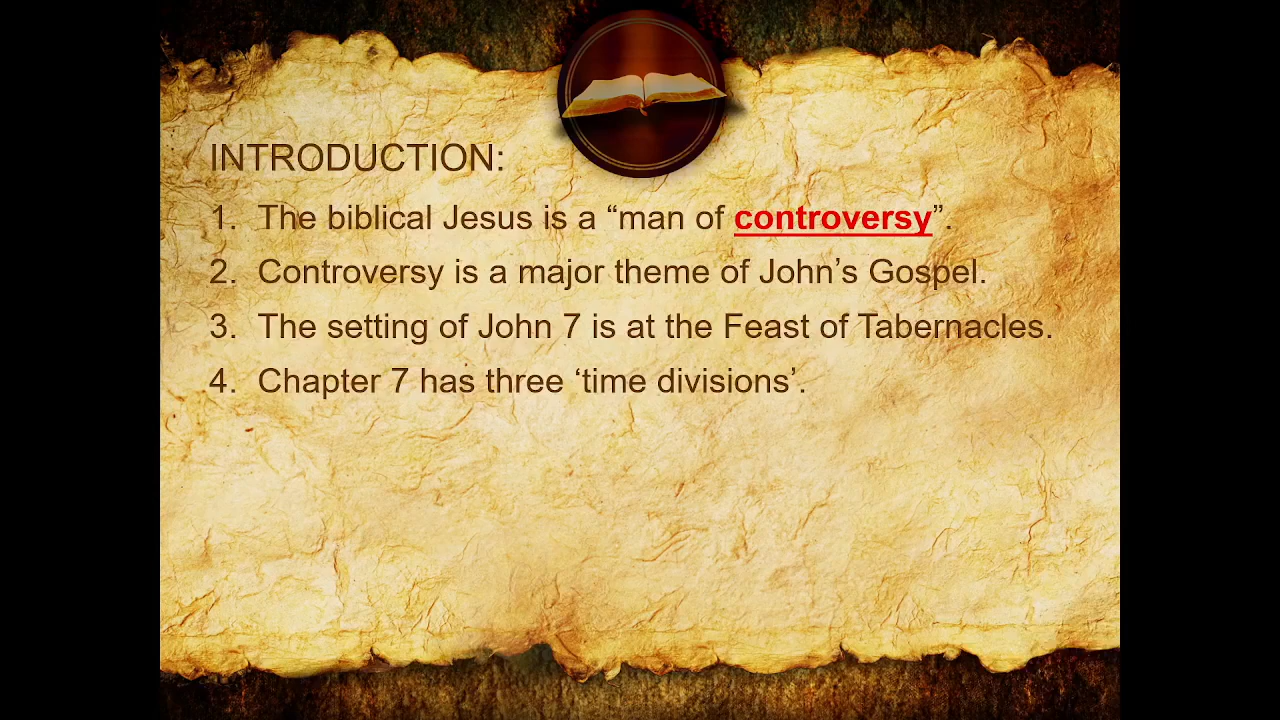 INTRODUCTION:
1. The biblical Jesus is a “man of controversy”.
2. Controversy is a major theme of John’s Gospel.
3. The setting of John 7 is at the Feast of Tabernacles.
4. Chapter 7 has three ‘time divisions’.